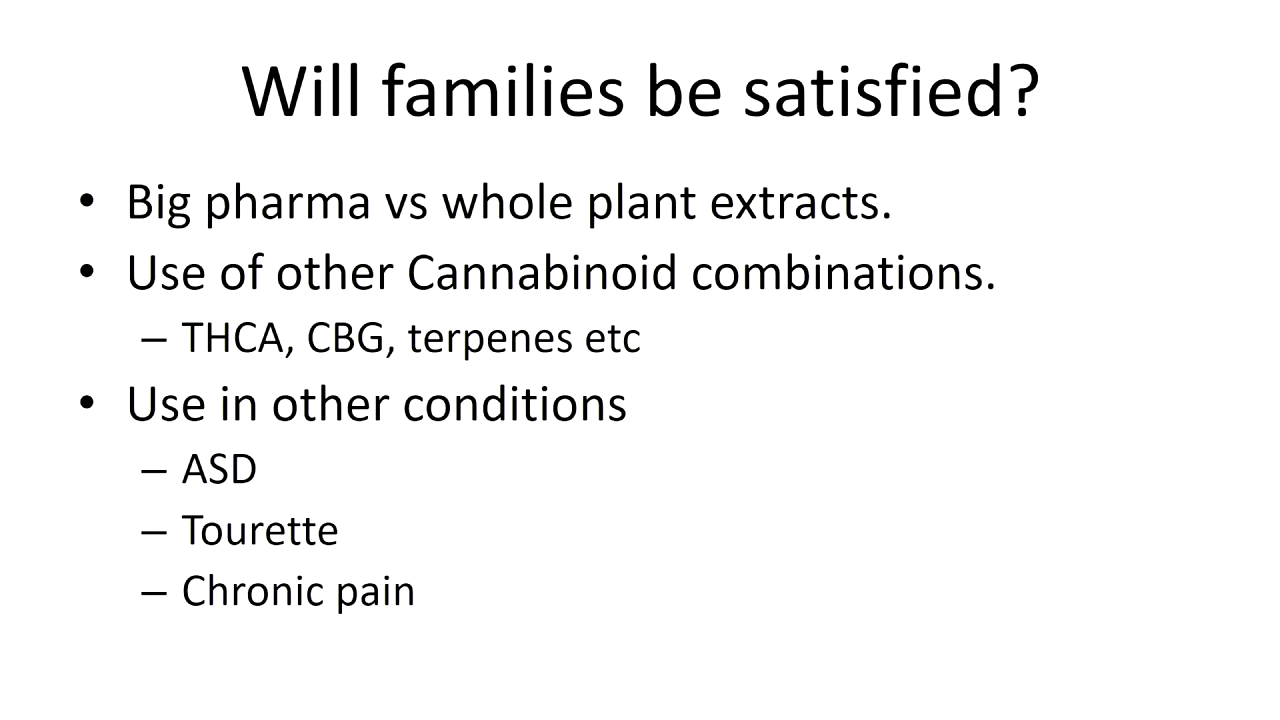 Will families be satisfied?
• Big pharma vs whole plant extracts.
• Use of other Cannabinoid combinations.
– THCA, CBG, terpenes etc
• Use in other conditions
– ASD
– Tourette
– Chronic pain